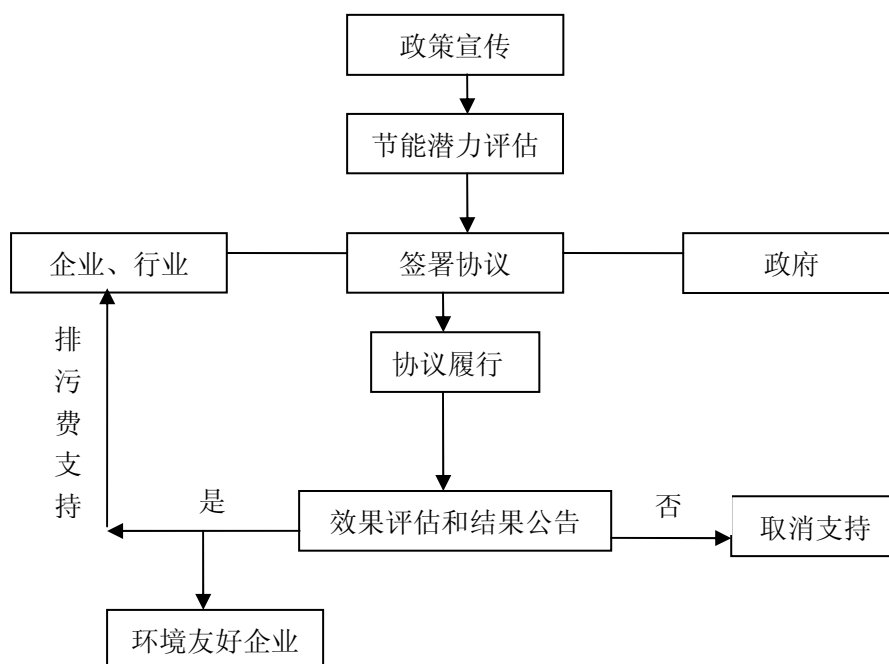 政策宣传
节能潜力评估
企业、行业
签署协议
政府
排污费支持
协议履行
是
效果评估和结果公告
否
取消支持
环境友好企业